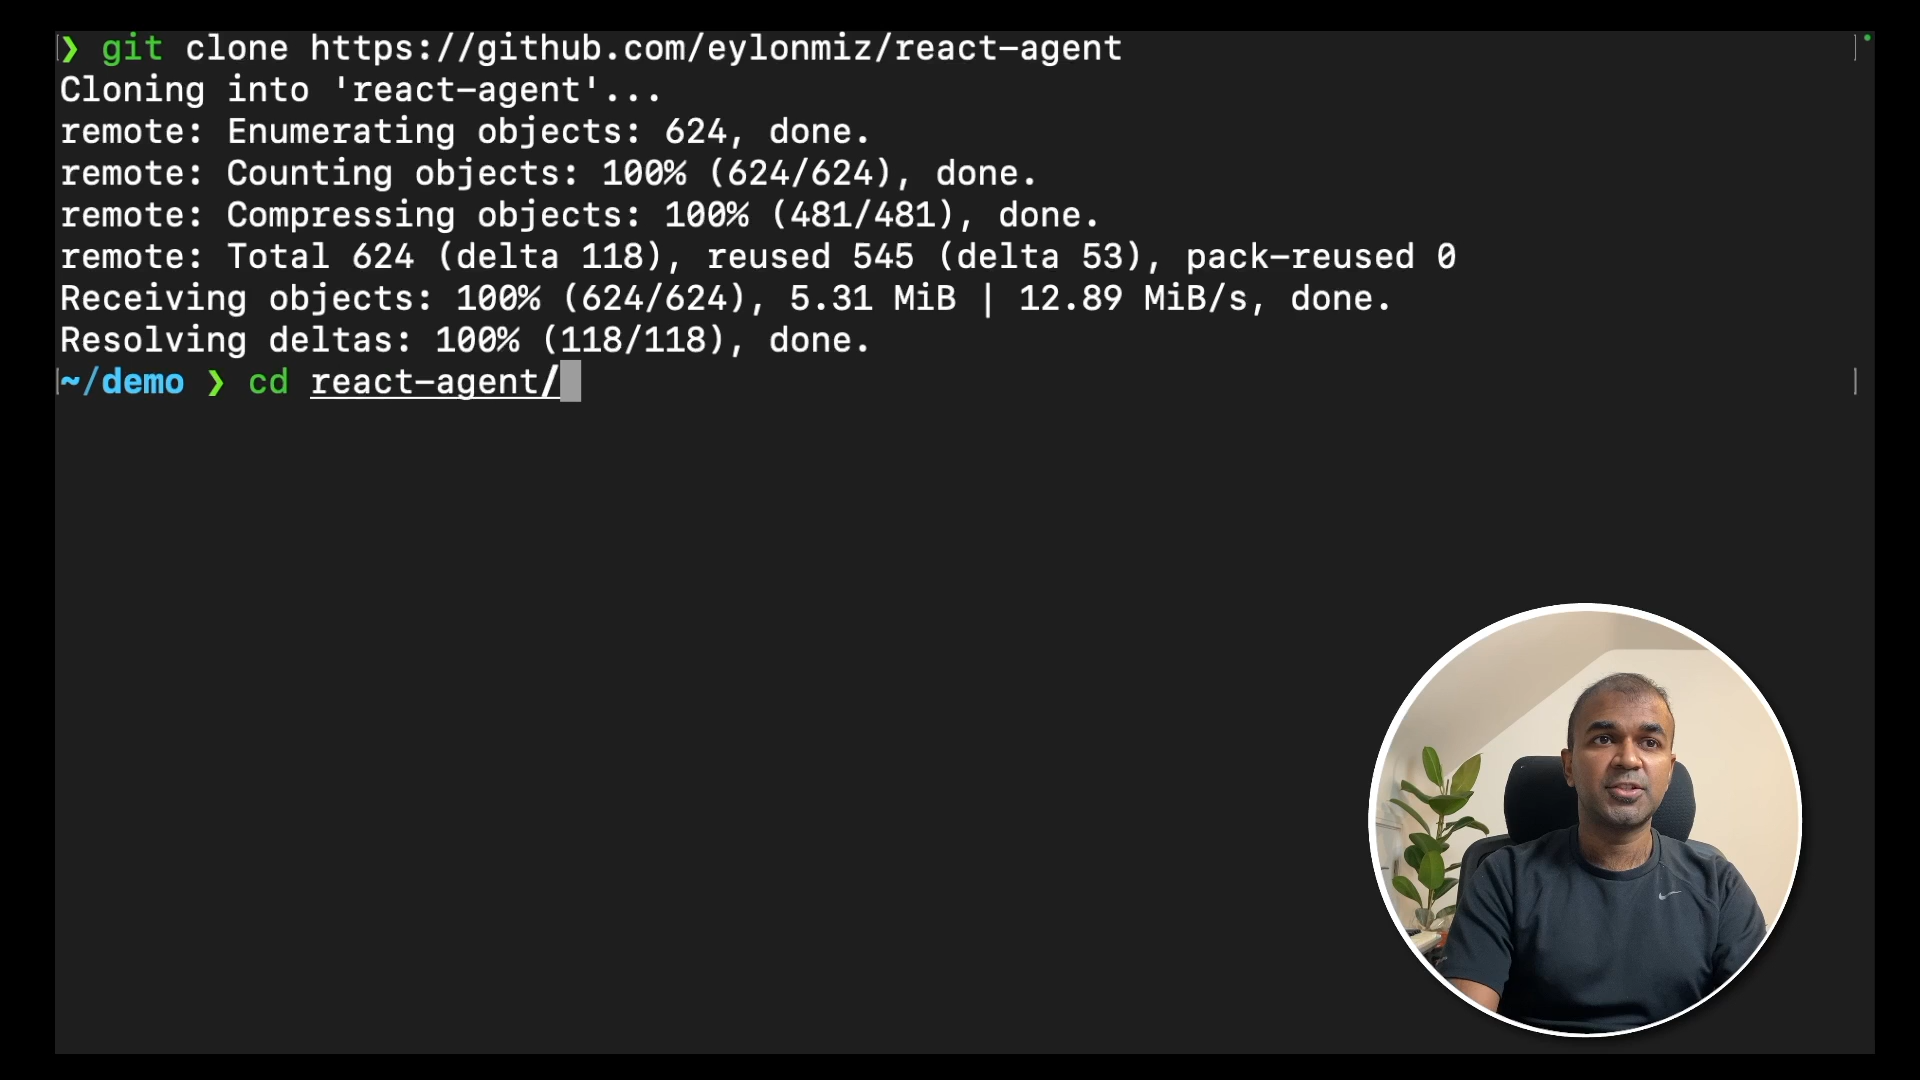 ❯ git clone https://github.com/eylonmiz/react-agent
Cloning into 'react-agent'...
remote: Enumerating objects: 624, done.
remote: Counting objects: 100% (624/624), done.
remote: Compressing objects: 100% (481/481), done.
remote: Total 624 (delta 118), reused 545 (delta 53), pack-reused 0
Receiving objects: 100% (624/624), 5.31 MiB | 12.89 MiB/s, done.
Resolving deltas: 100% (118/118), done.
~/demo ❯ cd react-agent/